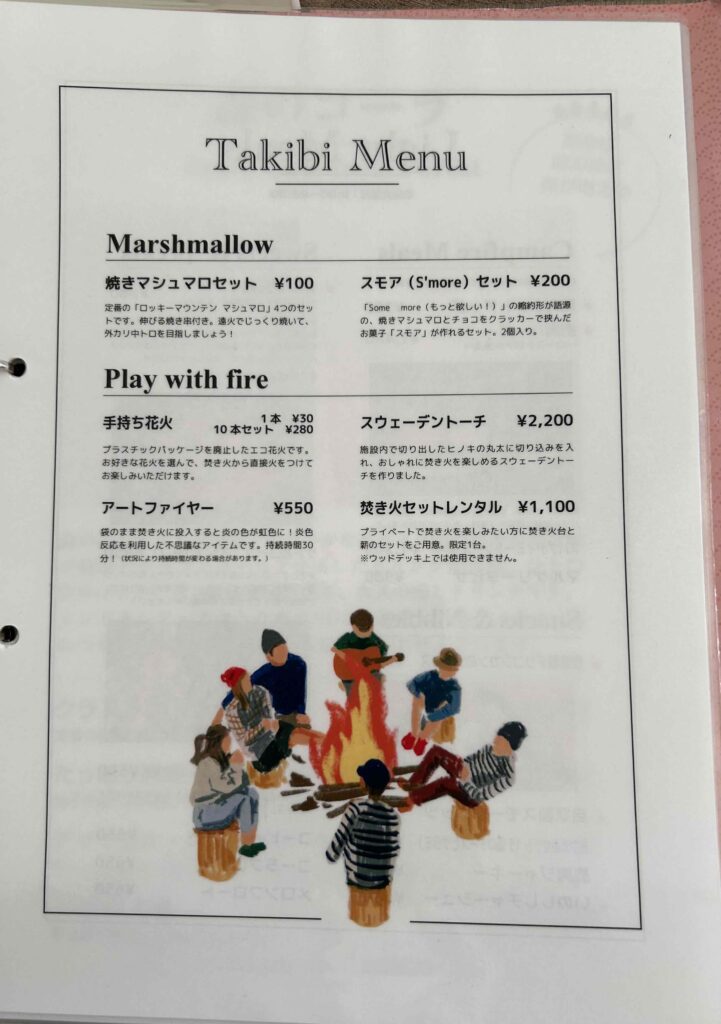 Takibi Menu
Marshmallow
焼きマシュマロセット ¥100
定番の「ロッキーマウンテン マシュマロ」4つのセッ
トです。伸びる焼き串付き。遠火でじっくり焼いて、
外カリ中トロを目指しましょう！
スモア（S'more）セット ¥200
「Some more（もっと欲しい！）」の縮約形が語源
の、焼きマシュマロとチョコをクラッカーで挟んだ
お菓子「スモア」が作れるセット。2個入り。
Play with fire
手持ち花火 1本 ¥30
10本セット ¥280
プラスチックパッケージを廃止したエコ花火です。
お好きな花火を選んで、焚き火から直接火をつけて
お楽しみいただけます。
スウェーデントーチ ¥2,200
施設内で切り出したヒノキの丸太に切り込みを入
れ、おしゃれに焚き火を楽しめるスウェーデントー
チを作りました。
アートファイヤー ¥550
袋のまま焚き火に投入すると炎の色が虹色に！炎色
反応を利用した不思議なアイテムです。持続時間30
分！（状況により持続時間が変わる場合があります。）
焚き火セットレンタル ¥1,100
プライベートで焚き火を楽しみたい方に焚き火台と
薪のセットをご用意。限定1台。
※ウッドデッキ上では使用できません。